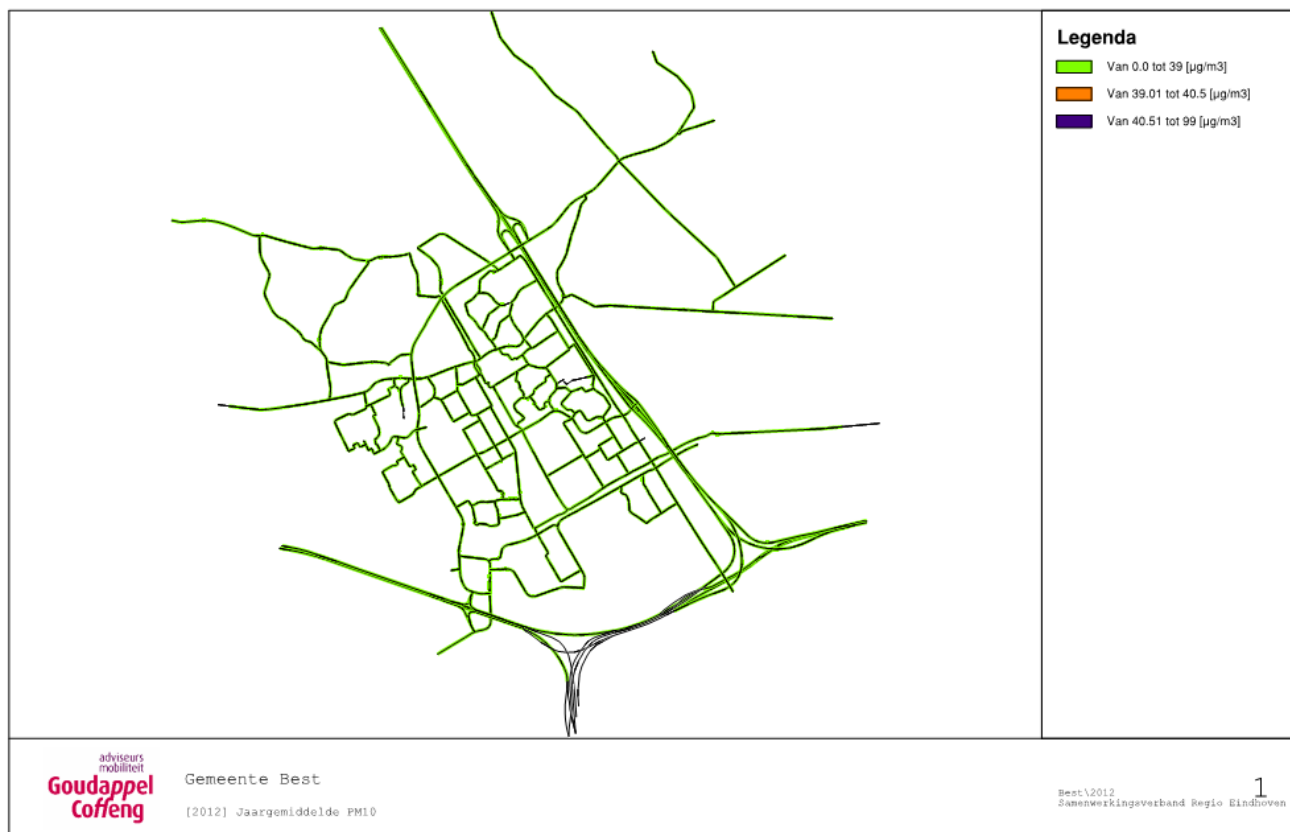 Legenda
Van 0.0 tot 39 [µg/m3]
Van 39.01 tot 40.5 [µg/m3]
Van 40.51 tot 99 [µg/m3]
adviseurs
mobiliteit
Goudappel
Coffeng
Gemeente Best
[2012] Jaargemiddelde PM10
Best\2012
Samenwerkingsverband Regio Eindhoven
1